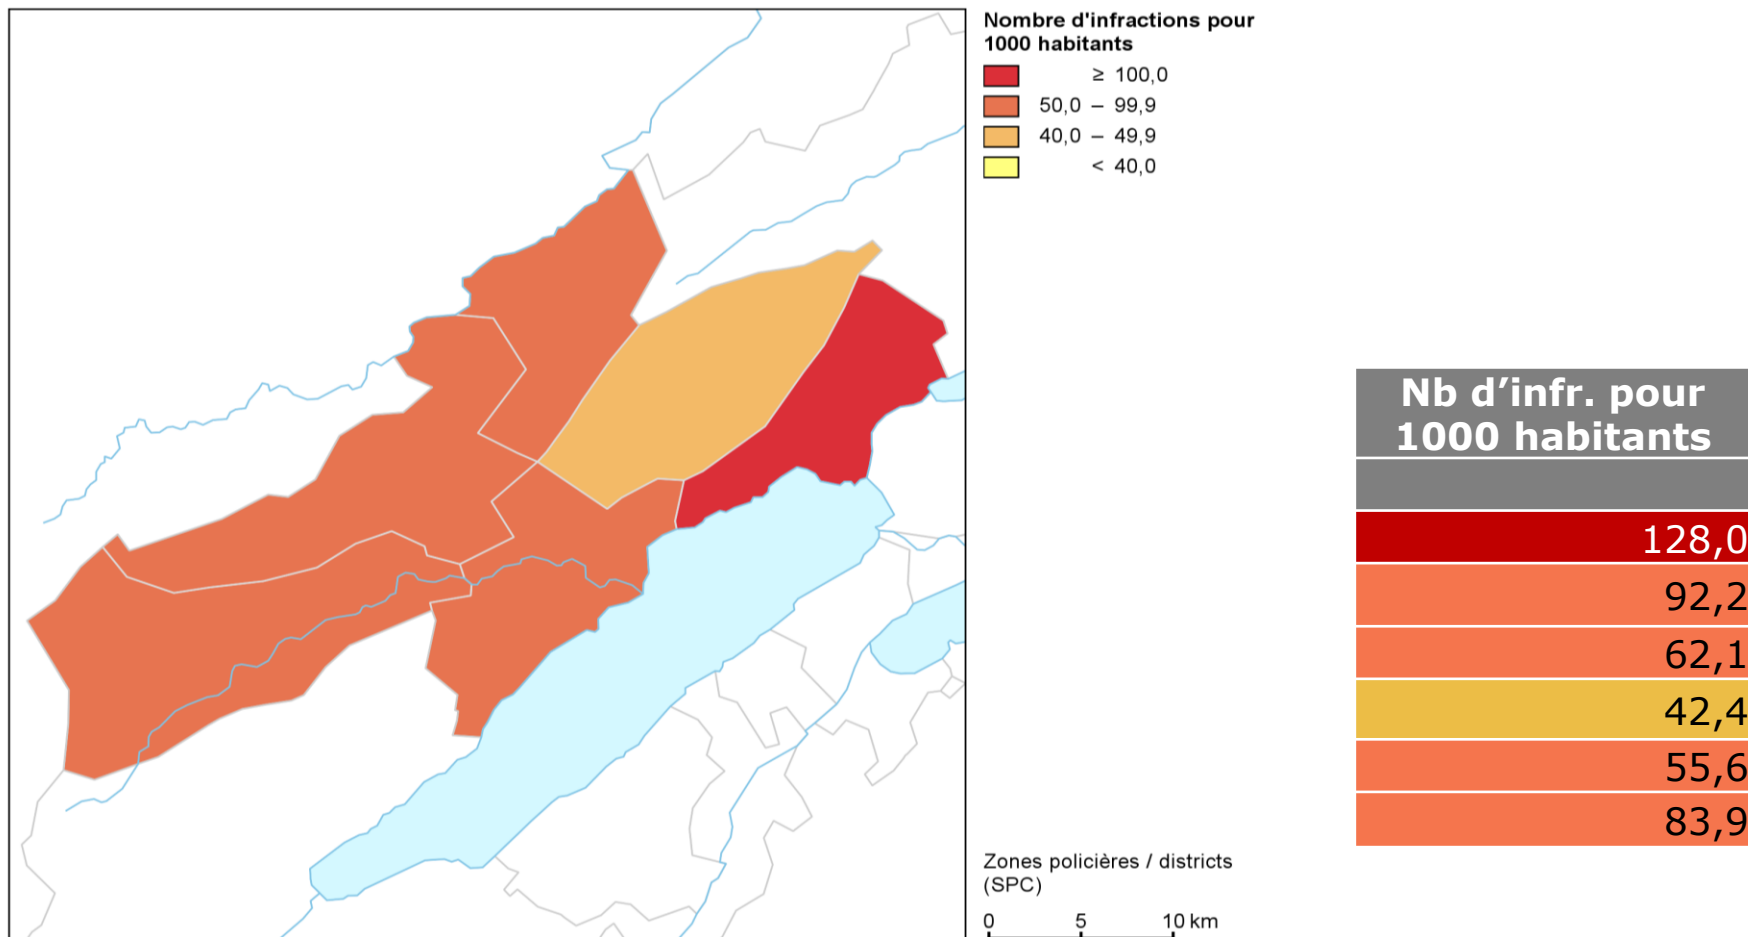 Nombre d'infractions pour
1000 habitants
≥ 100,0
50,0 – 99,9
40,0 – 49,9
< 40,0
Nb d’infr. pour
1000 habitants
128,0
92,2
62,1
42,4
55,6
83,9
Zones policières / districts
(SPC)
0 5 10 km